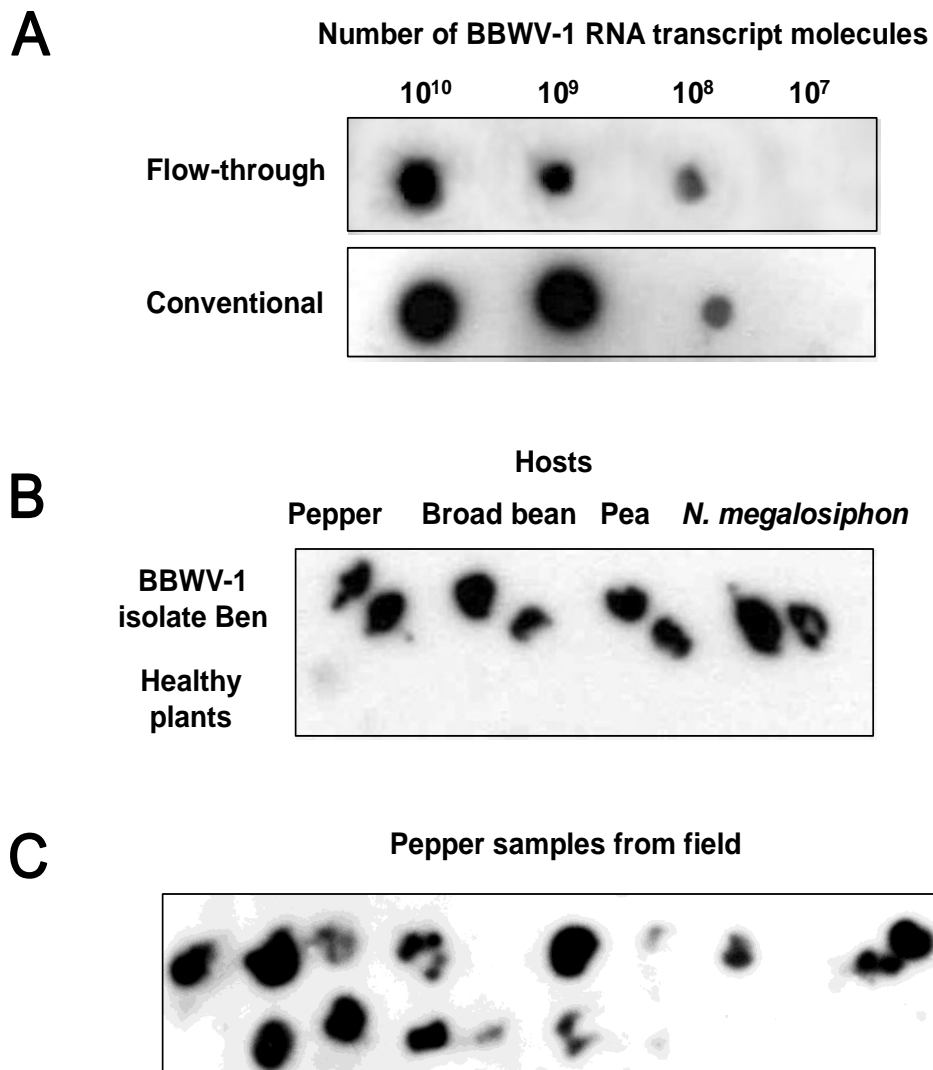 A
Number of BBWV-1 RNA transcript molecules
10¹⁰ 10⁹ 10⁸ 10⁷
Flow-through
Conventional
B
Hosts
Pepper Broad bean Pea N. megalosiphon
BBWV-1
isolate Ben
Healthy
plants
C
Pepper samples from field